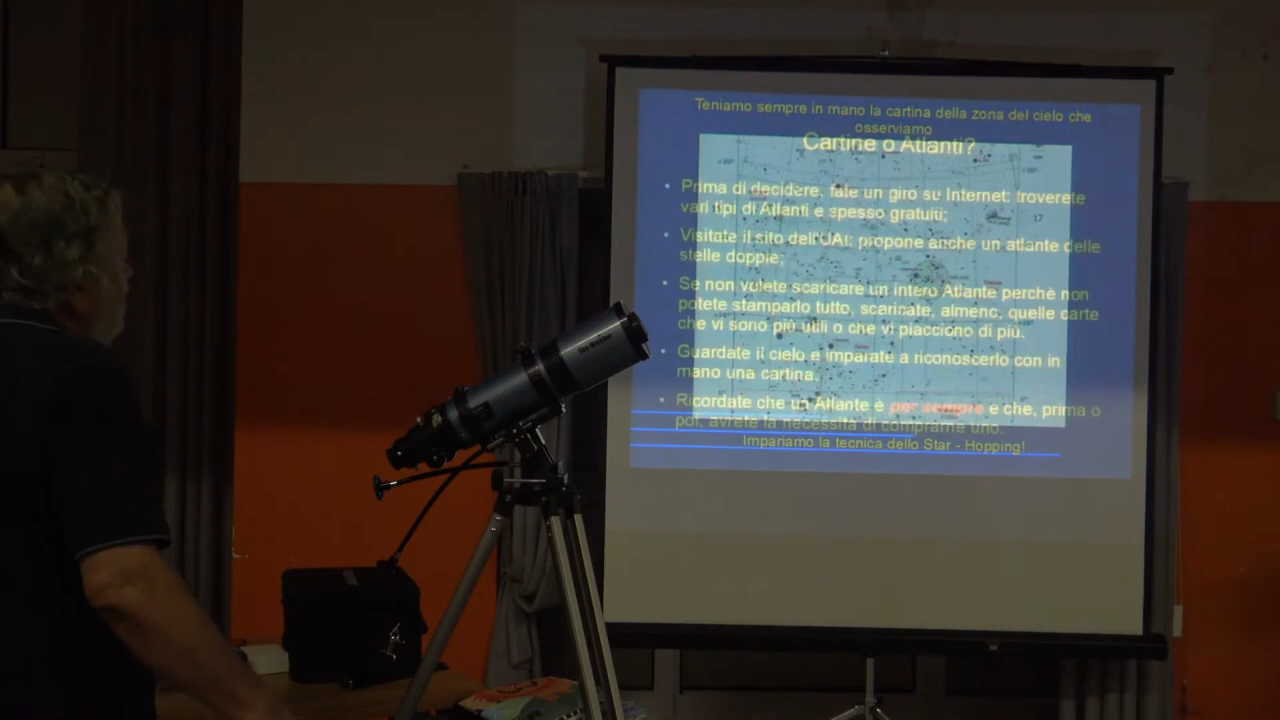 Teniamo sempre in mano la cartina della zona del cielo che
osserviamo
Cartine o Atlanti?
• Prima di decidere, fate un giro su Internet: troverete
vari tipi di Atlanti e spesso gratuiti;
• Visitate il sito dell'UAI: propone anche un atlante delle
stelle doppie;
• Se non volete scaricare un intero Atlante perchè non
potete stamparlo tutto, scaricate, almeno, quelle carte
che vi sono più utili o che vi piacciono di più.
• Guardate il cielo e imparate a riconoscerlo con in
mano una cartina.
• Ricordate che un Atlante è per sempre e che, prima o
poi, avrete la necessità di comprarne uno.
Impariamo la tecnica dello Star - Hopping!
17
Sky-Watcher